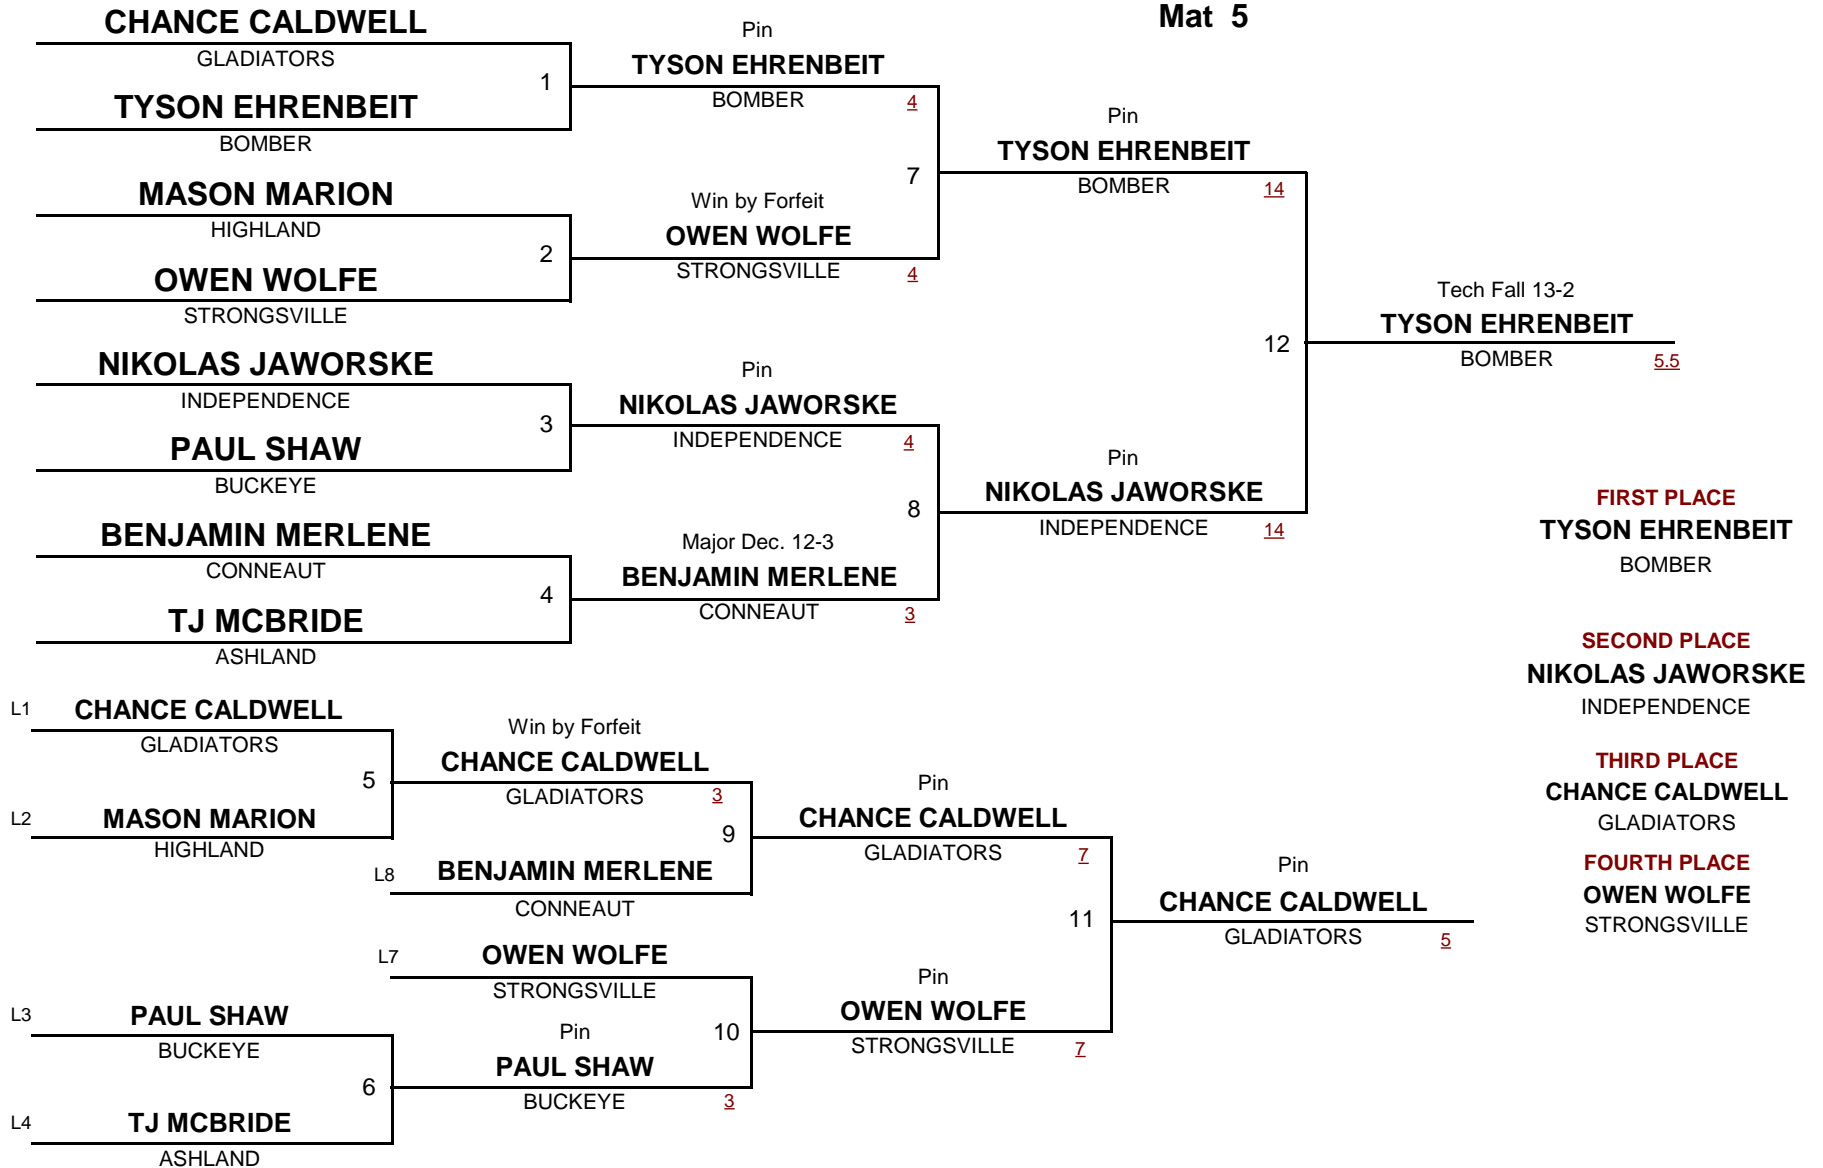 Mat 5
CHANCE CALDWELL
GLADIATORS
1
TYSON EHRENBEIT
BOMBER
MASON MARION
HIGHLAND
2
OWEN WOLFE
STRONGSVILLE
NIKOLAS JAWORSKE
INDEPENDENCE
3
PAUL SHAW
BUCKEYE
BENJAMIN MERLENE
CONNEAUT
4
TJ MCBRIDE
ASHLAND
Pin
TYSON EHRENBEIT
BOMBER 4
7
Win by Forfeit
OWEN WOLFE
STRONGSVILLE 4
Pin
NIKOLAS JAWORSKE
INDEPENDENCE 4
8
Major Dec. 12-3
BENJAMIN MERLENE
CONNEAUT 3
Pin
TYSON EHRENBEIT
BOMBER 14
12
Pin
NIKOLAS JAWORSKE
INDEPENDENCE 14
Tech Fall 13-2
TYSON EHRENBEIT
BOMBER 5.5
FIRST PLACE
TYSON EHRENBEIT
BOMBER
SECOND PLACE
NIKOLAS JAWORSKE
INDEPENDENCE
THIRD PLACE
CHANCE CALDWELL
GLADIATORS
FOURTH PLACE
OWEN WOLFE
STRONGSVILLE
L1 CHANCE CALDWELL
GLADIATORS
5
L2 MASON MARION
HIGHLAND
L3 PAUL SHAW
BUCKEYE
6
L4 TJ MCBRIDE
ASHLAND
Win by Forfeit
CHANCE CALDWELL
GLADIATORS 3
9
L8 BENJAMIN MERLENE
CONNEAUT
L7 OWEN WOLFE
STRONGSVILLE
10
Pin
PAUL SHAW
BUCKEYE 3
Pin
CHANCE CALDWELL
GLADIATORS 7
11
Pin
OWEN WOLFE
STRONGSVILLE 7
Pin
CHANCE CALDWELL
GLADIATORS 5